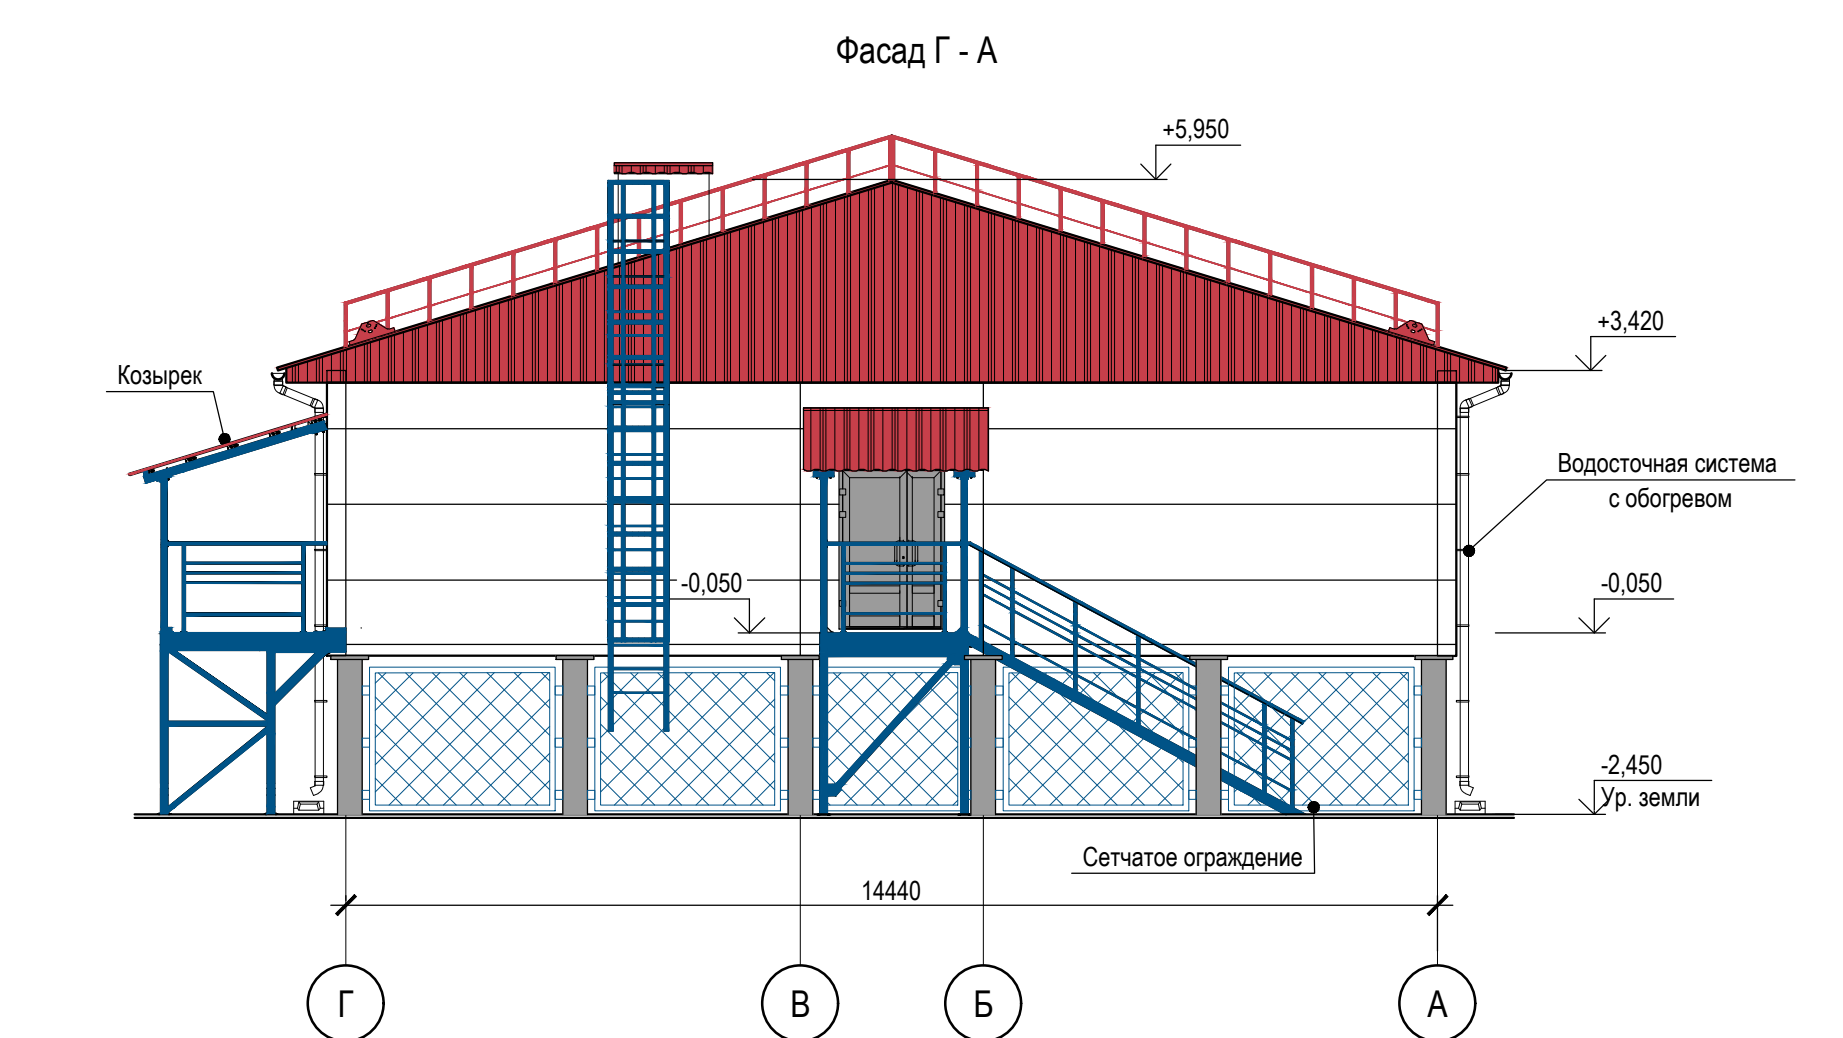 Фасад Г - А
+5,950
+3,420
Козырек
Водосточная система
с обогревом
-0,050
-0,050
-2,450
Ур. земли
Сетчатое ограждение
14440
Г
В
Б
А